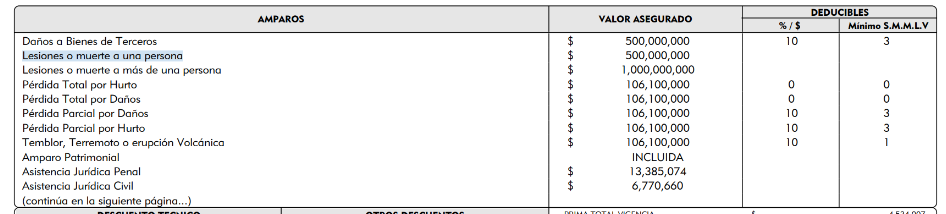 AMPAROS VALOR ASEGURADO DEDUCIBLES
% / $ Mínimo S.M.M.L.V
Daños a Bienes de Terceros $ 500,000,000 10 3
Lesiones o muerte a una persona $ 500,000,000
Lesiones o muerte a más de una persona $ 1,000,000,000
Pérdida Total por Hurto $ 106,100,000 0 0
Pérdida Total por Daños $ 106,100,000 0 0
Pérdida Parcial por Daños $ 106,100,000 10 3
Pérdida Parcial por Hurto $ 106,100,000 10 3
Temblor, Terremoto o erupción Volcánica $ 106,100,000 10 1
Amparo Patrimonial INCLUIDA
Asistencia Jurídica Penal $ 13,385,074
Asistencia Jurídica Civil $ 6,770,660
(continúa en la siguiente página...)
DESCUENTO TECNICO OTROS DESCUENTOS PRIMA TOTAL VIGENCIA $